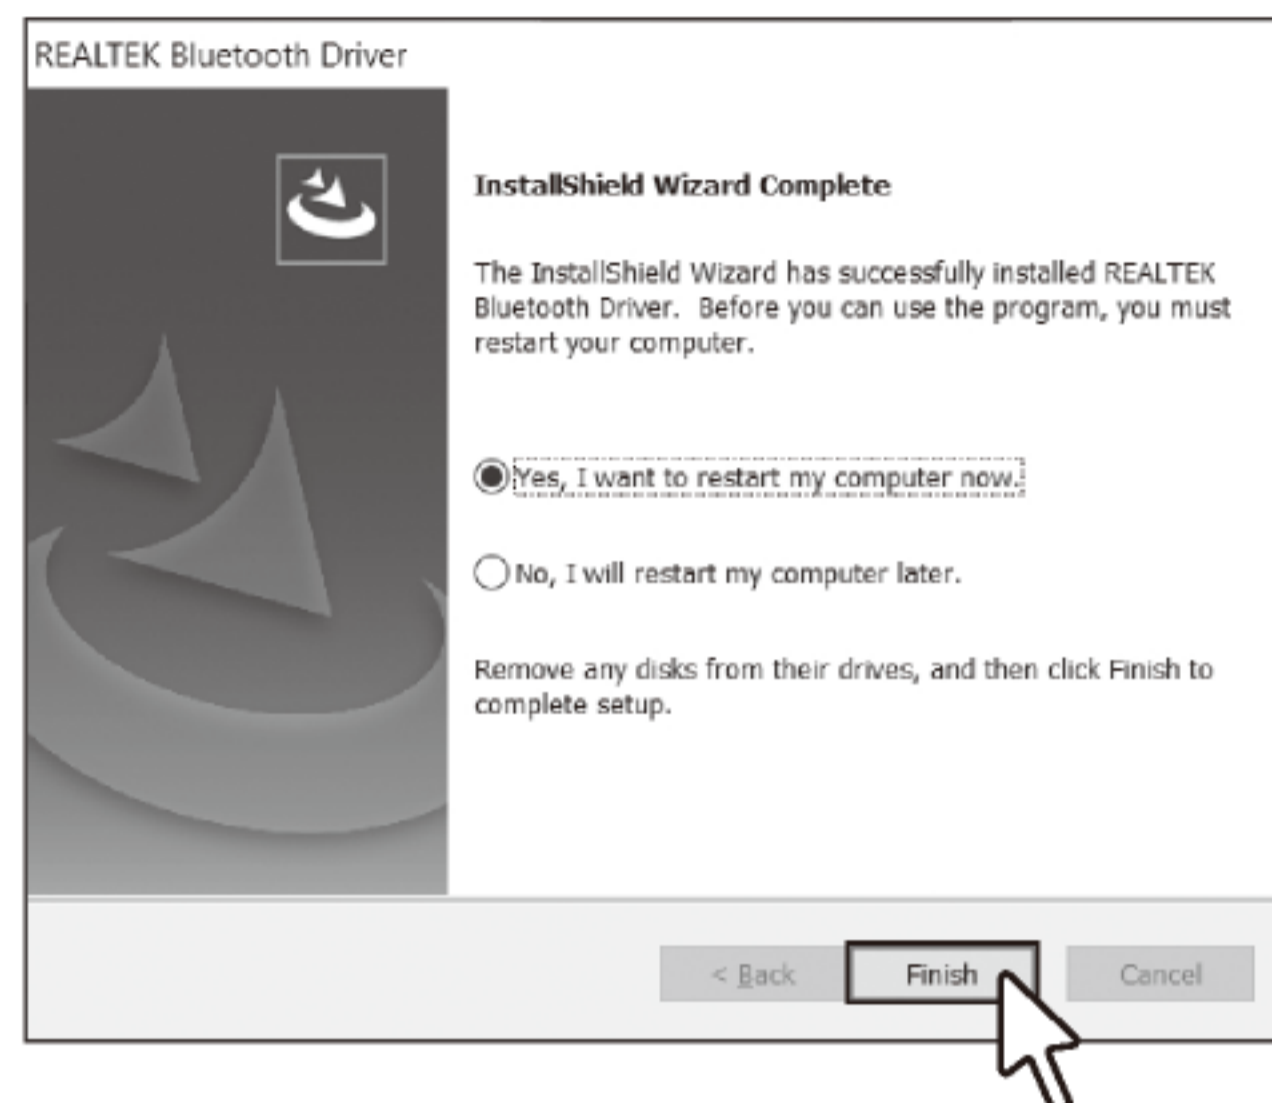 REALTEK Bluetooth Driver
InstallShield Wizard Complete
The InstallShield Wizard has successfully installed REALTEK
Bluetooth Driver.  Before you can use the program, you must
restart your computer.
Yes, I want to restart my computer now.
No, I will restart my computer later.
Remove any disks from their drives, and then click Finish to
complete setup.
< Back
Finish
Cancel